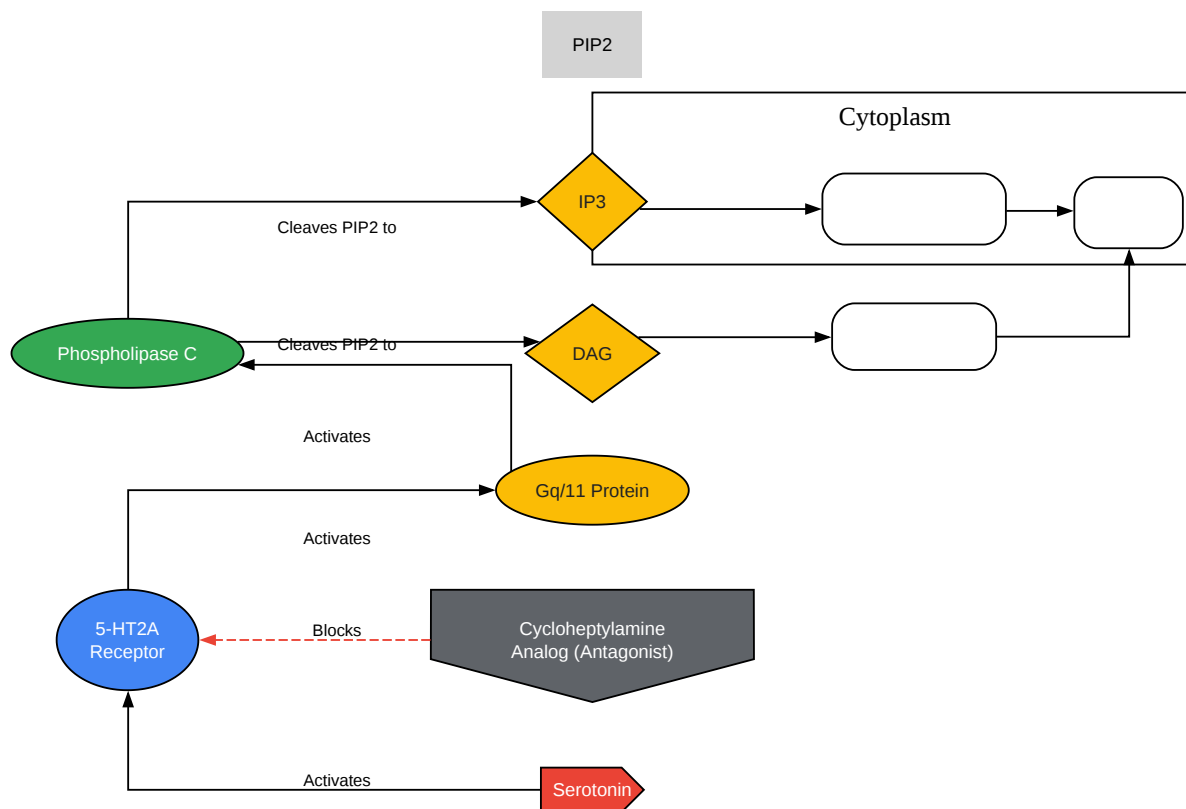 PIP2
Cytoplasm
IP3
Cleaves PIP2 to
Phospholipase C
Cleaves PIP2 to
DAG
Activates
Gq/11 Protein
Activates
5-HT2A
Receptor
Blocks
Cycloheptylamine
Analog (Antagonist)
Activates
Serotonin